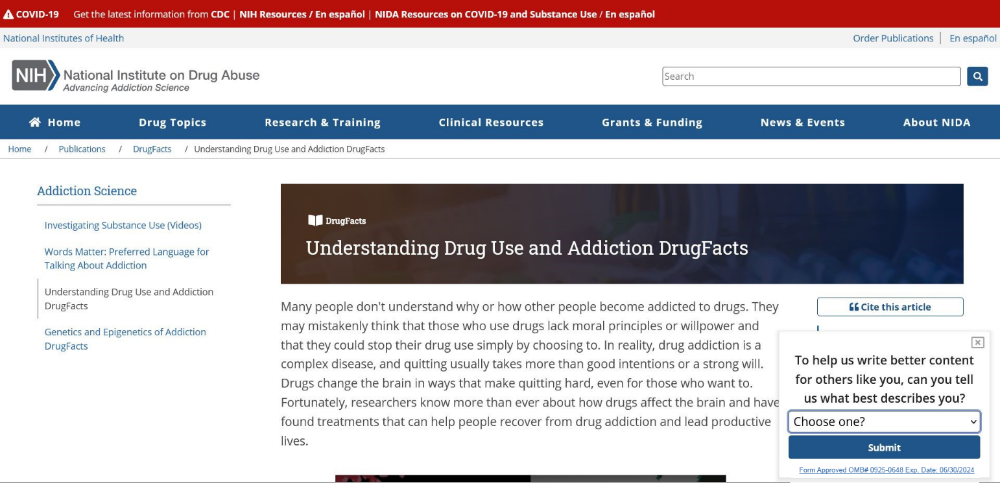 COVID-19 Get the latest information from CDC | NIH Resources / En español | NIDA Resources on COVID-19 and Substance Use / En español
National Institutes of Health Order Publications | En español
NIH National Institute on Drug Abuse
Advancing Addiction Science
Search
Home Drug Topics Research & Training Clinical Resources Grants & Funding News & Events About NIDA
Home / Publications / DrugFacts / Understanding Drug Use and Addiction DrugFacts
Addiction Science
Investigating Substance Use (Videos)
Words Matter: Preferred Language for
Talking About Addiction
Understanding Drug Use and Addiction
DrugFacts
Genetics and Epigenetics of Addiction
DrugFacts
DrugFacts
Understanding Drug Use and Addiction DrugFacts
Many people don't understand why or how other people become addicted to drugs. They
may mistakenly think that those who use drugs lack moral principles or willpower and
that they could stop their drug use simply by choosing to. In reality, drug addiction is a
complex disease, and quitting usually takes more than good intentions or a strong will.
Drugs change the brain in ways that make quitting hard, even for those who want to.
Fortunately, researchers know more than ever about how drugs affect the brain and have
found treatments that can help people recover from drug addiction and lead productive
lives.
Cite this article
To help us write better content
for others like you, can you tell
us what best describes you?
Choose one?
Submit
Form Approved OMB# 0925-0648 Exp. Date: 06/30/2024